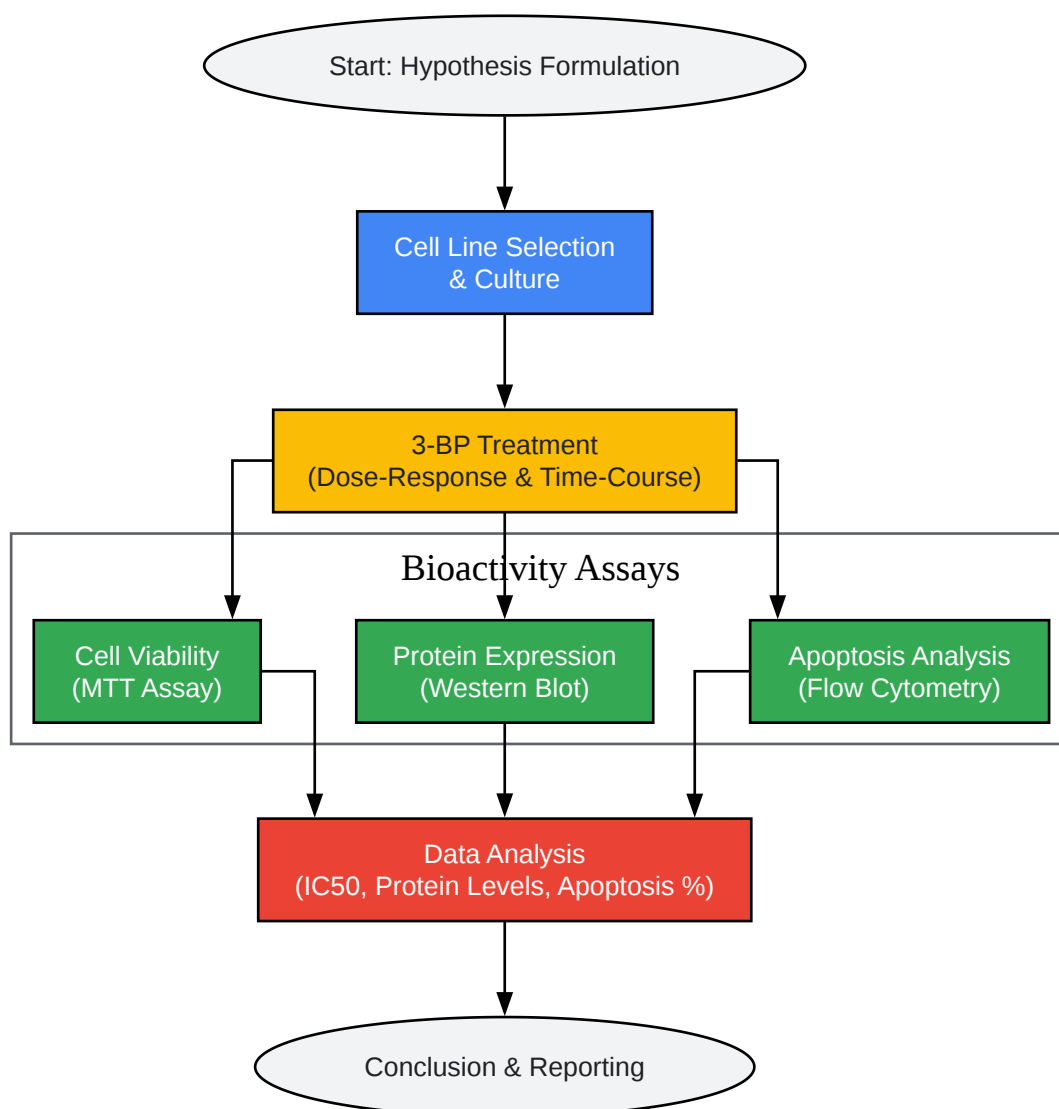 Start: Hypothesis Formulation
Cell Line Selection
& Culture
3-BP Treatment
(Dose-Response & Time-Course)
Bioactivity Assays
Cell Viability
(MTT Assay)
Protein Expression
(Western Blot)
Apoptosis Analysis
(Flow Cytometry)
Data Analysis
(IC50, Protein Levels, Apoptosis %)
Conclusion & Reporting